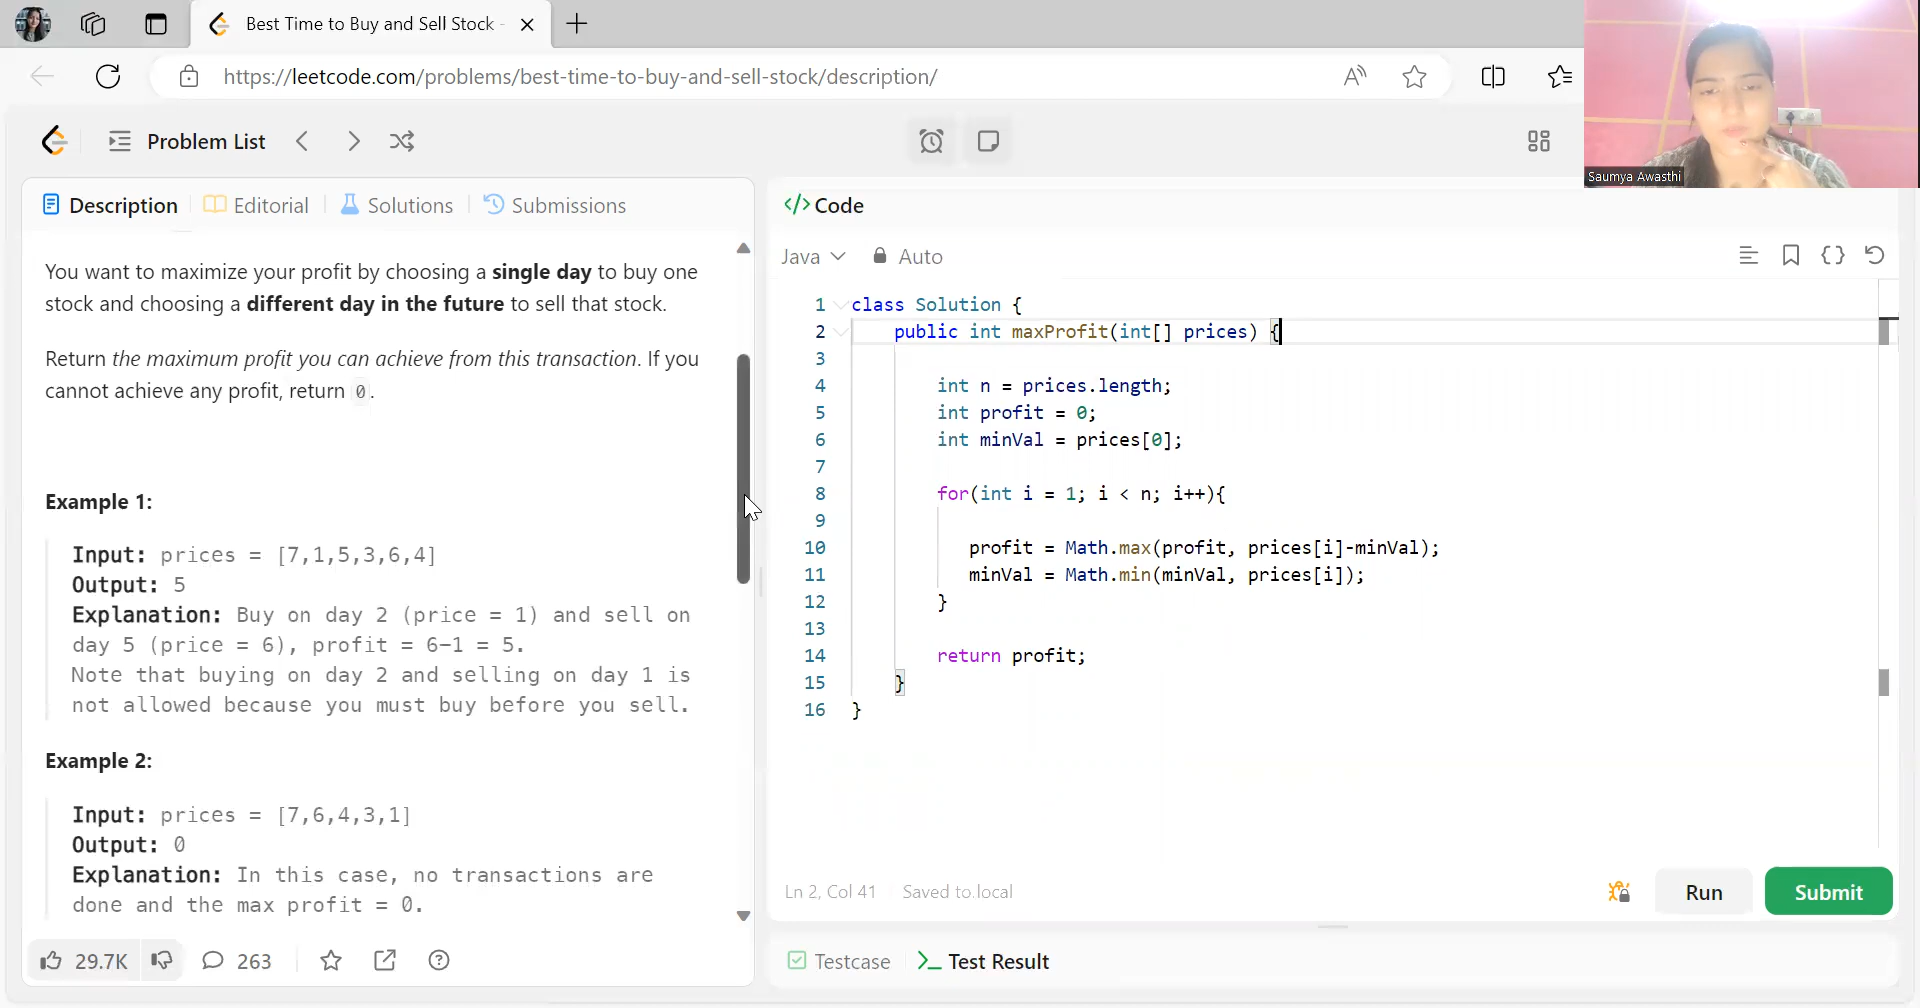 Best Time to Buy and Sell Stock -
https://leetcode.com/problems/best-time-to-buy-and-sell-stock/description/
Saumya Awasthi
Problem List
Description
Editorial
Solutions
Submissions
You want to maximize your profit by choosing a single day to buy one
stock and choosing a different day in the future to sell that stock.
Return the maximum profit you can achieve from this transaction. If you
cannot achieve any profit, return 0.
Example 1:
Input: prices = [7,1,5,3,6,4]
Output: 5
Explanation: Buy on day 2 (price = 1) and sell on
day 5 (price = 6), profit = 6-1 = 5.
Note that buying on day 2 and selling on day 1 is
not allowed because you must buy before you sell.
Example 2:
Input: prices = [7,6,4,3,1]
Output: 0
Explanation: In this case, no transactions are
done and the max profit = 0.
29.7K
263
</> Code
Java
Auto
1 class Solution {
2 public int maxProfit(int[] prices) {
3
4 int n = prices.length;
5 int profit = 0;
6 int minVal = prices[0];
7
8 for(int i = 1; i < n; i++){
9
10 profit = Math.max(profit, prices[i]-minVal);
11 minVal = Math.min(minVal, prices[i]);
12 }
13
14 return profit;
15 }
16 }
Ln 2, Col 41
Saved to local
Run
Submit
Testcase
Test Result